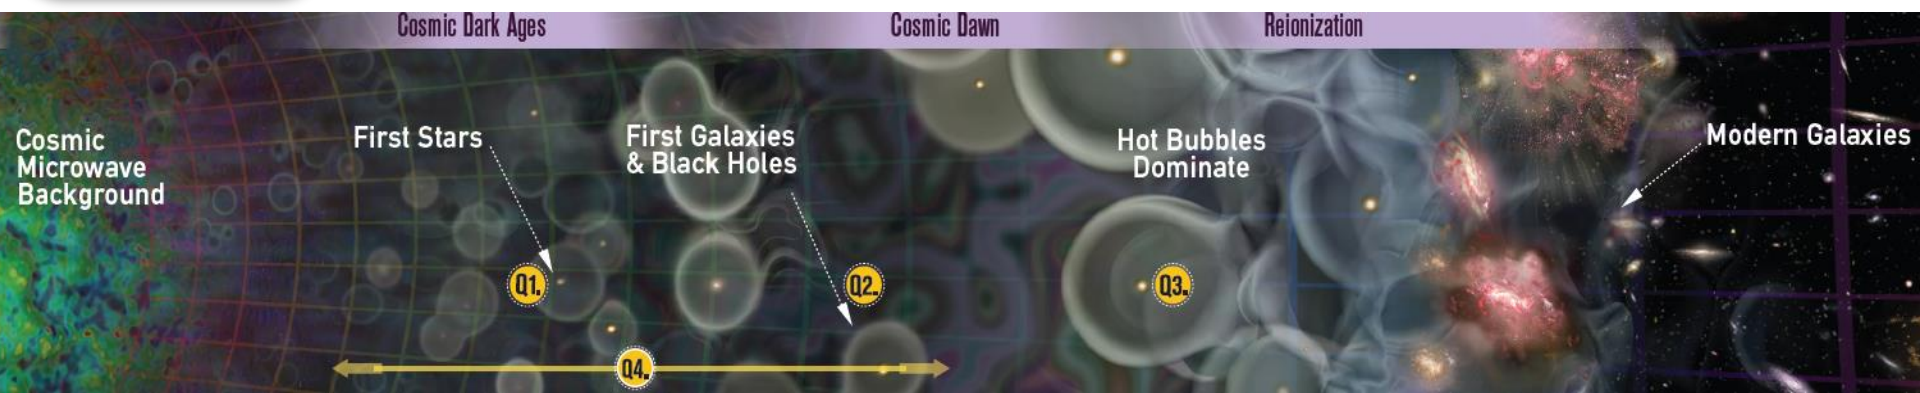 Cosmic Dark Ages
Cosmic Dawn
Reionization
Cosmic
Microwave
Background
First Stars
First Galaxies
& Black Holes
Hot Bubbles
Dominate
Modern Galaxies
Q1.
Q2.
Q3.
Q4.